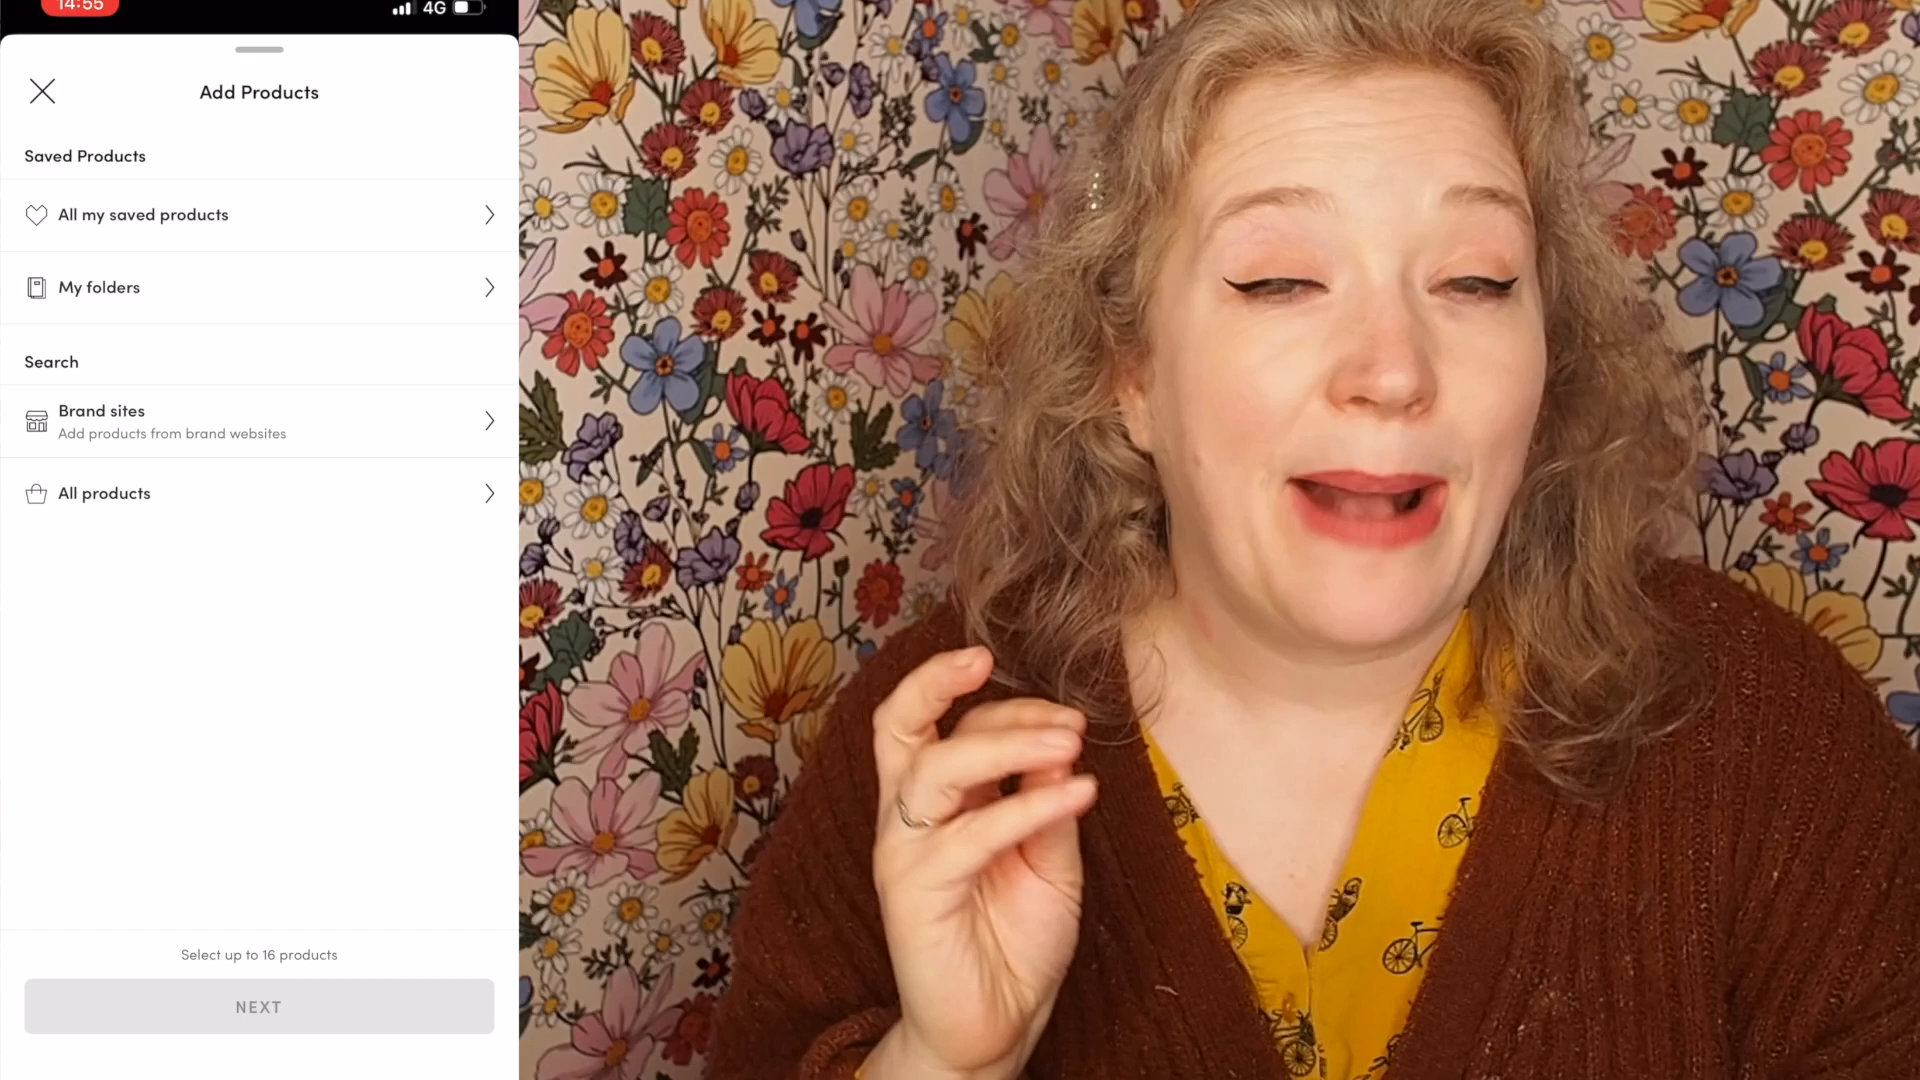 14:55
4G
Add Products
Saved Products
All my saved products
My folders
Search
Brand sites
Add products from brand websites
All products
Select up to 16 products
NEXT